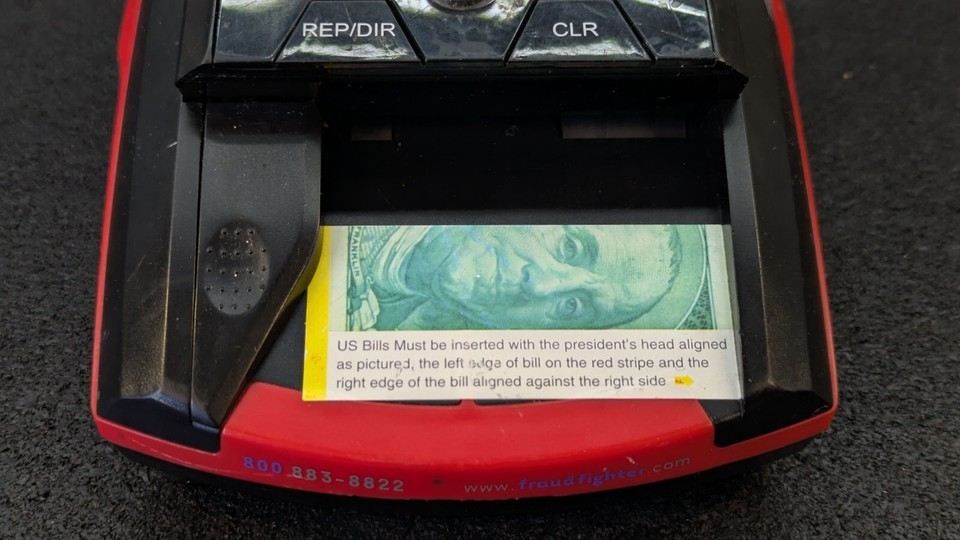 REP/DIR
CLR
FRANKLIN
US Bills Must be inserted with the president's head aligned
as pictured, the left edge of bill on the red stripe and the
right edge of the bill aligned against the right side
800 883-8822 www.fraudfighter.com